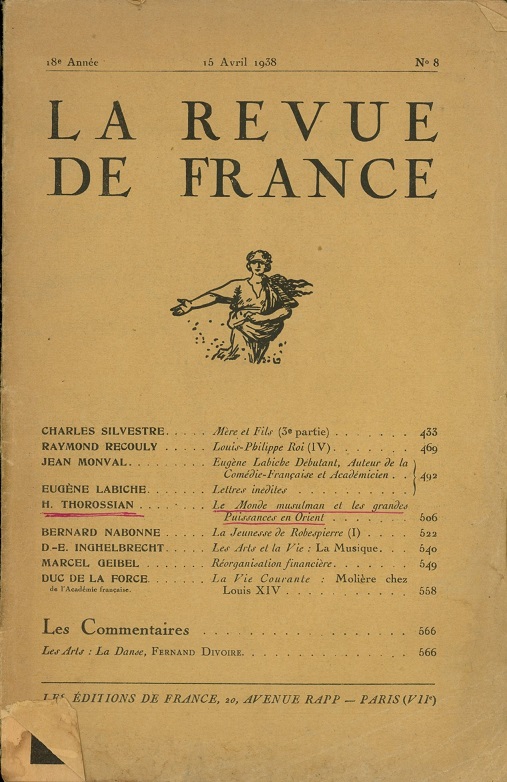 18e Année 15 Avril 1938 No 8
LA REVUE
DE FRANCE
CHARLES SILVESTRE. . . . . Mère et Fils (3e partie) . . . . . . . 433
RAYMOND RECOULY . . . . . Louis-Philippe Roi (IV). . . . . . . . 469
JEAN MONVAL. . . . . . . . . Eugène Labiche Debutant, Auteur de la
Comédie-Française et Académicien . . 492
EUGÈNE LABICHE. . . . . . . Lettres inedites
H. THOROSSIAN . . . . . . . Le Monde musulman et les grandes
Puissances en Orient . . . . . . . . 506
BERNARD NABONNE . . . . . La Jeunesse de Robespierre (I) . . . . 522
D.-E. INGHELBRECHT. . . . . Les Arts et la Vie : La Musique. . . . 540
MARCEL GEIBEL . . . . . . . Réorganisation financière. . . . . . . 549
DUC DE LA FORCE. . . . . . La Vie Courante : Molière chez
de l'Académie française. Louis XIV . . . . . . . . . . . . 558
Les Commentaires . . . . . . . . . . . . . . . . . . 566
Les Arts : La Danse, FERNAND DIVOIRE. . . . . . . . . . . . . . 566
LES ÉDITIONS DE FRANCE, 20, AVENUE RAPP — PARIS (VIIe)